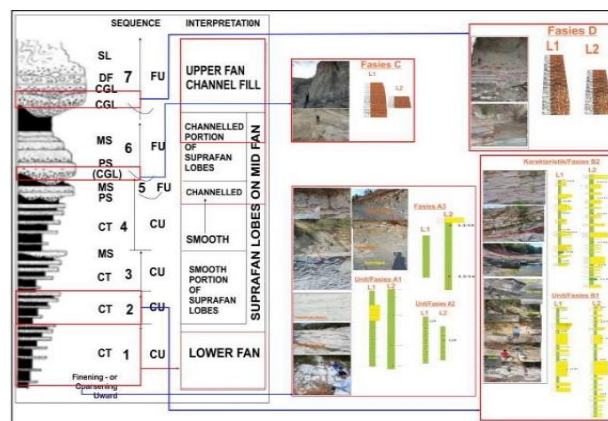 SEQUENCE
INTERPRETATION
SL
DF 7 FU
CGL
CGL
UPPER FAN
CHANNEL FILL
MS 6 FU
PS
(CGL)
CHANNELLED
PORTION
OF
SUPRAFAN
LOBES
MS 5 FU
PS
CHANNELLED
CT 4 CU
SMOOTH
MS
CT 3 CU
SMOOTH
PORTION
OF
SUPRAFAN
LOBES
SUPRAFAN LOBES ON MID FAN
CT 2 CU
CT 1 CU
LOWER FAN
Finening - or
Coarsening
Uward
Fasies C
L1
L2
Fasies D
L1
L2
Fasies A3
L1
L2
Unit/Fasies A1
L1 L2
Unit/Fasies A2
L1 L2
Karakteristik/Fasies B2
L1 L2
Unit/Fasies B1
L1 L2